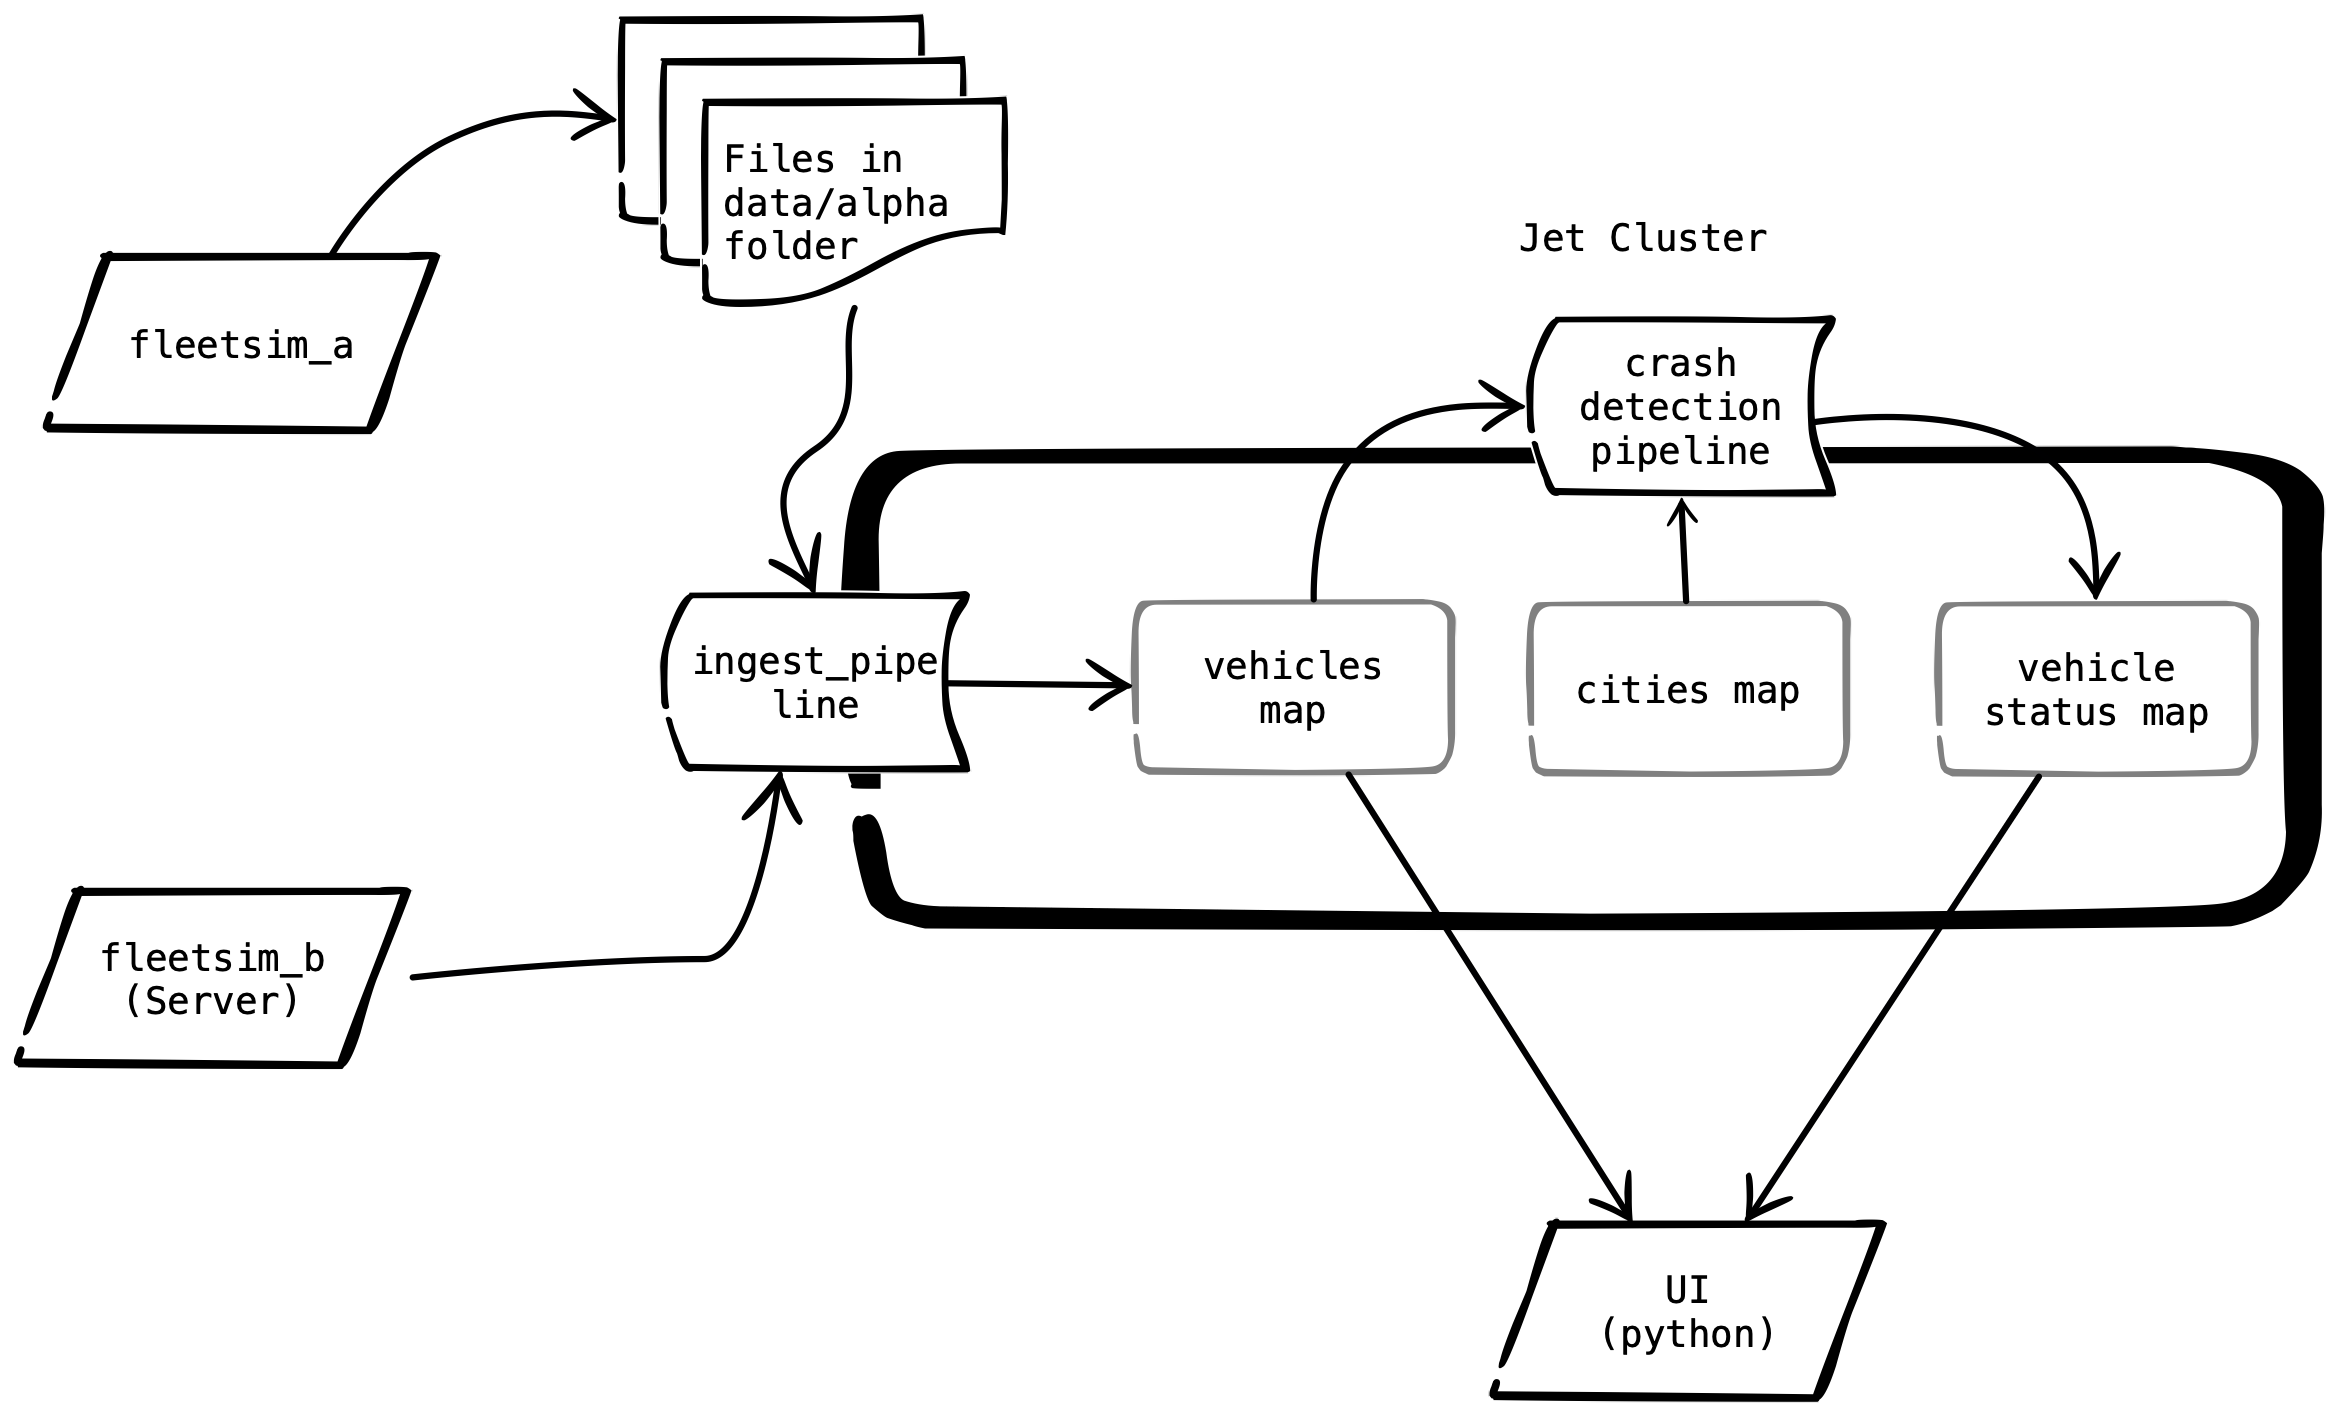 Files in
data/alpha
folder
Jet Cluster
fleetsim_a
crash
detection
pipeline
ingest_pipe
line
vehicles
map
cities map
vehicle
status map
fleetsim_b
(Server)
UI
(python)